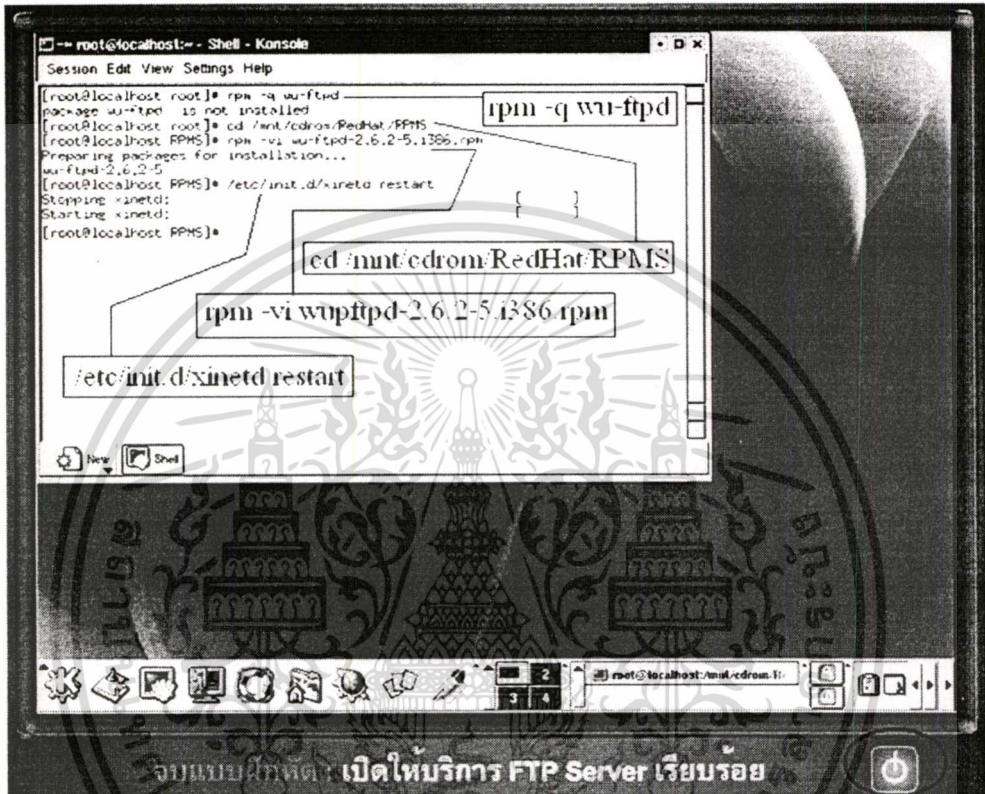 root@localhost:~ - Shell - Konsole
Session Edit View Settings Help
[root@localhost root]# rpm -q wu-ftpd
package wu-ftpd is not installed
[root@localhost root]# cd /mnt/cdrom/RedHat/RPMS
[root@localhost RPMS]# rpm -vi wu-ftpd-2.6.2-5.i386.rpm
Preparing packages for installation...
wu-ftpd-2.6.2-5
[root@localhost RPMS]# /etc/init.d/xinetd restart
Stopping xinetd:
Starting xinetd:
[root@localhost RPMS]#
[ ]
[ ]
rpm -q wu-ftpd
cd /mnt/cdrom/RedHat/RPMS
rpm -vi wupftpd-2.6.2-5.i386.rpm
/etc/init.d/xinetd restart
New Shell
2
3 4
root@localhost:/mnt/cdrom/R
จบแบบฝึกหัด : เปิดให้บริการ FTP Server เรียบร้อย